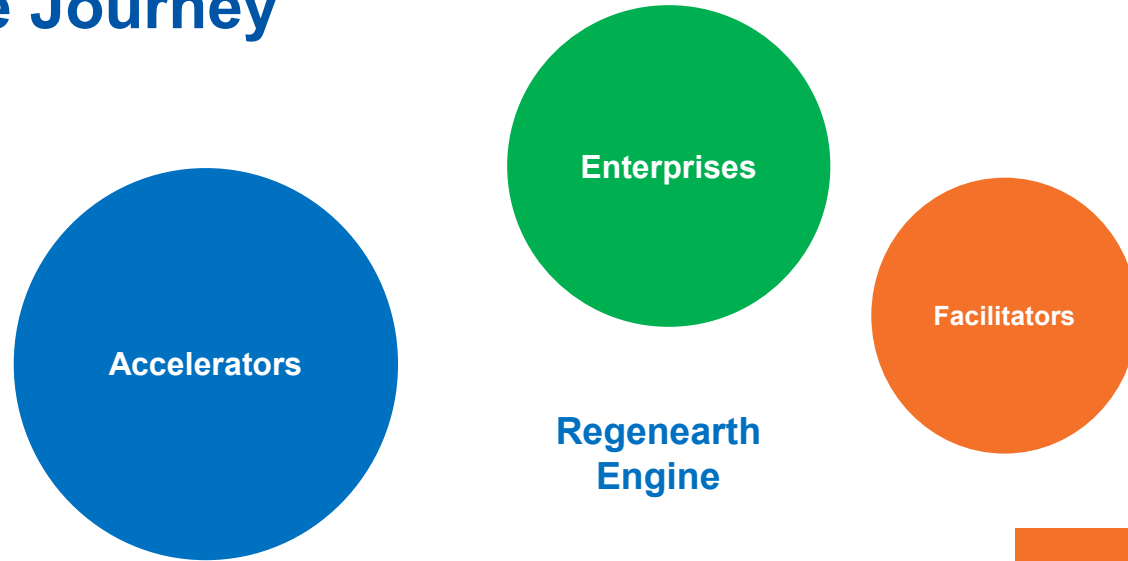 e Journey
Enterprises
Facilitators
Accelerators
Regenearth
Engine